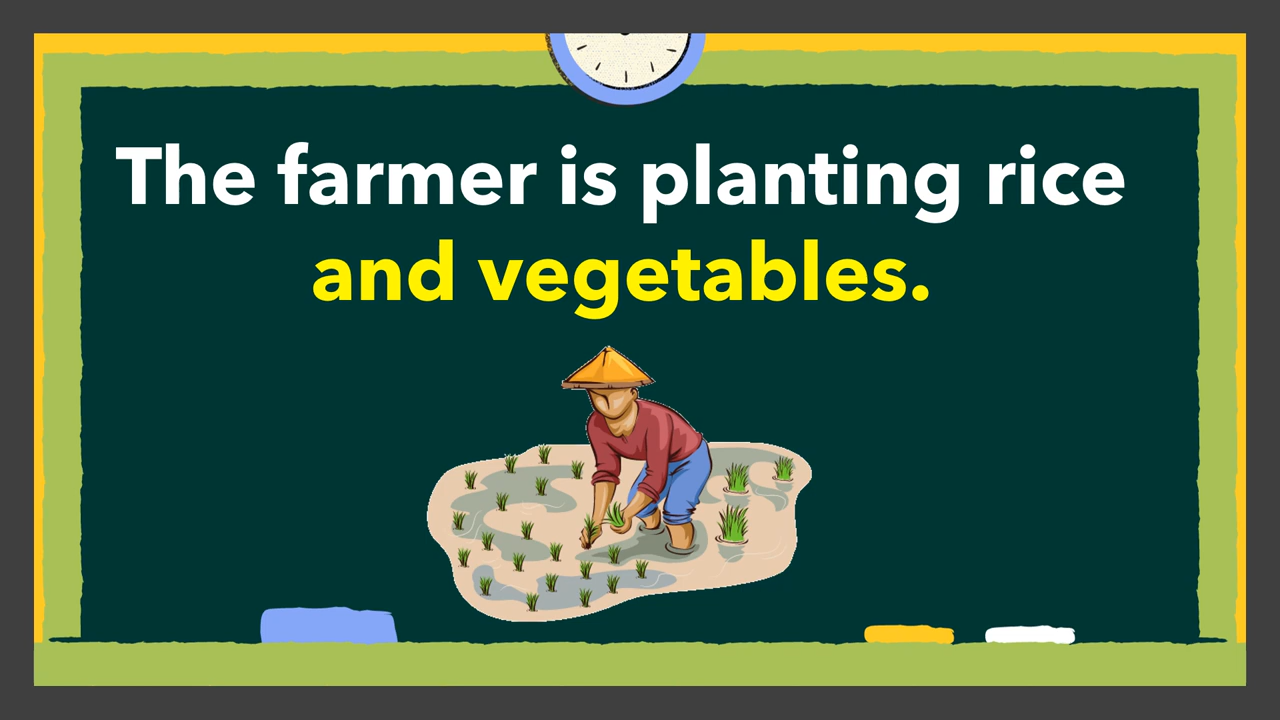 The farmer is planting rice
and vegetables.